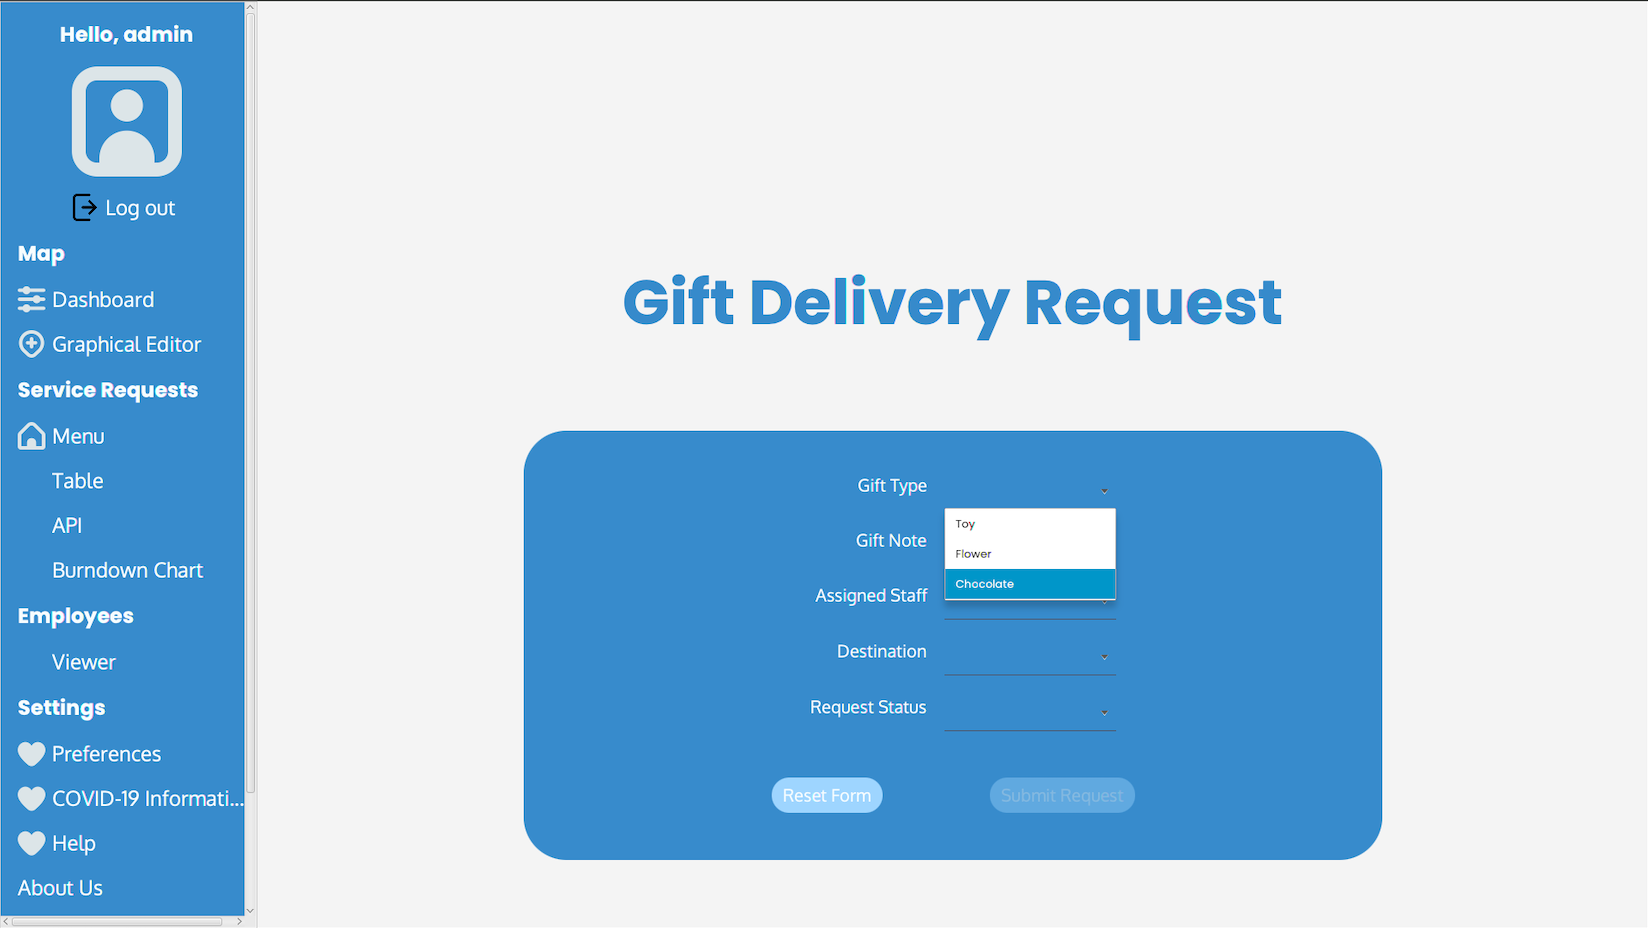 Hello, admin
Log out
Map
Dashboard
Graphical Editor
Service Requests
Menu
Table
API
Burndown Chart
Employees
Viewer
Settings
Preferences
COVID-19 Informati...
Help
About Us
Gift Delivery Request
Gift Type
Toy
Gift Note
Flower
Chocolate
Assigned Staff
Destination
Request Status
Reset Form
Submit Request